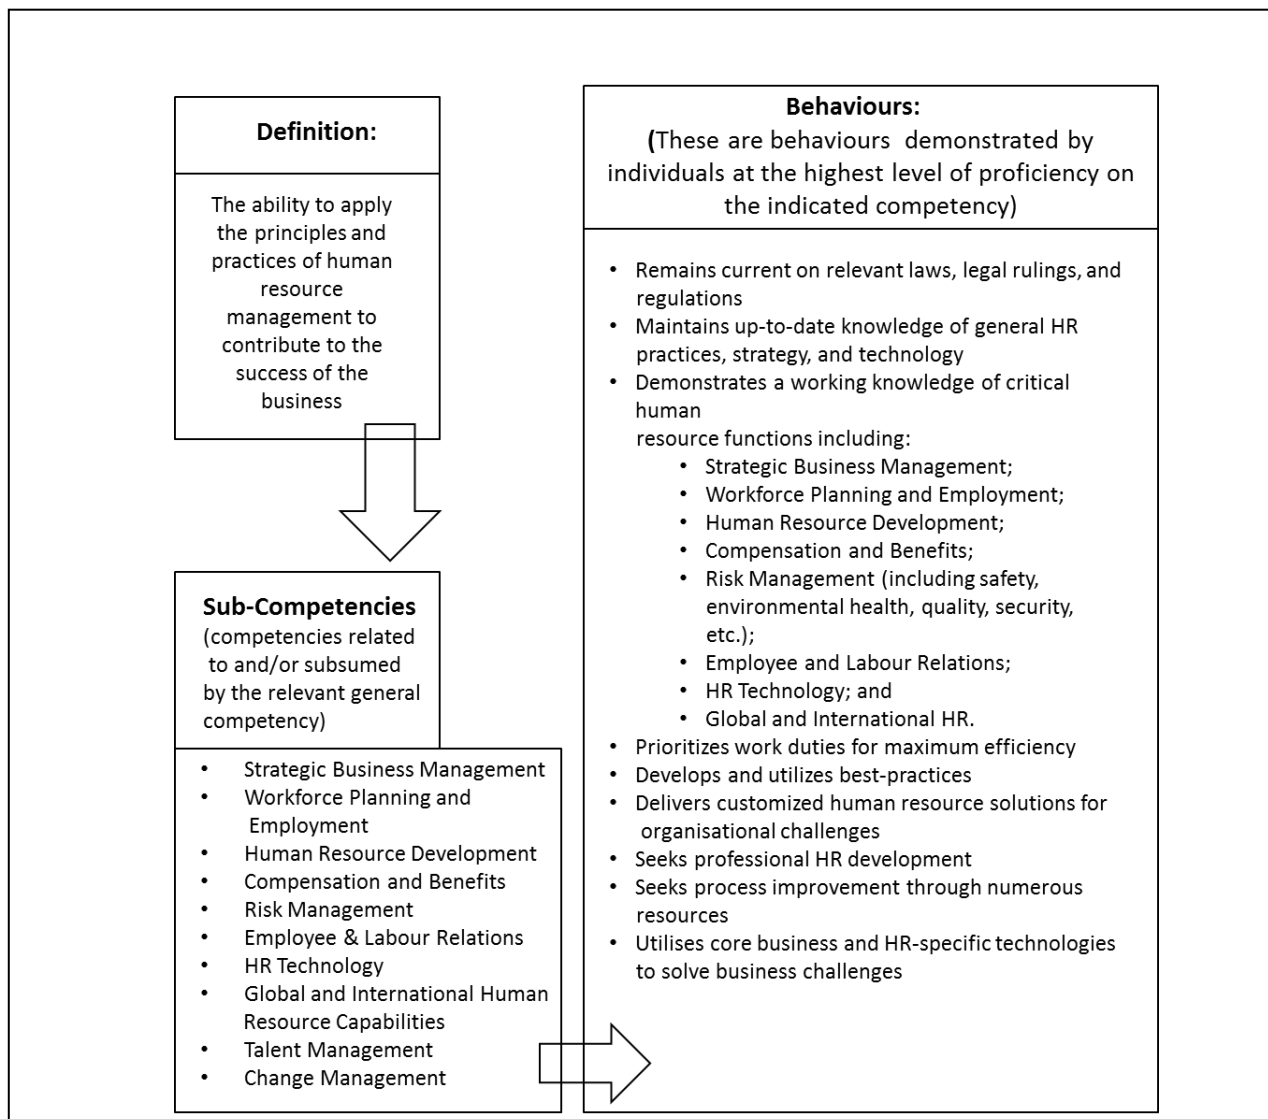 Definition:
The ability to apply
the principles and
practices of human
resource
management to
contribute to the
success of the
business
Sub-Competencies
(competencies related
to and/or subsumed
by the relevant general
competency)
• Strategic Business Management
• Workforce Planning and
Employment
• Human Resource Development
• Compensation and Benefits
• Risk Management
• Employee & Labour Relations
• HR Technology
• Global and International Human
Resource Capabilities
• Talent Management
• Change Management
Behaviours:
(These are behaviours demonstrated by
individuals at the highest level of proficiency on
the indicated competency)
• Remains current on relevant laws, legal rulings, and
regulations
• Maintains up-to-date knowledge of general HR
practices, strategy, and technology
• Demonstrates a working knowledge of critical
human
resource functions including:
• Strategic Business Management;
• Workforce Planning and Employment;
• Human Resource Development;
• Compensation and Benefits;
• Risk Management (including safety,
environmental health, quality, security,
etc.);
• Employee and Labour Relations;
• HR Technology; and
• Global and International HR.
• Prioritizes work duties for maximum efficiency
• Develops and utilizes best-practices
• Delivers customized human resource solutions for
organisational challenges
• Seeks professional HR development
• Seeks process improvement through numerous
resources
• Utilises core business and HR-specific technologies
to solve business challenges